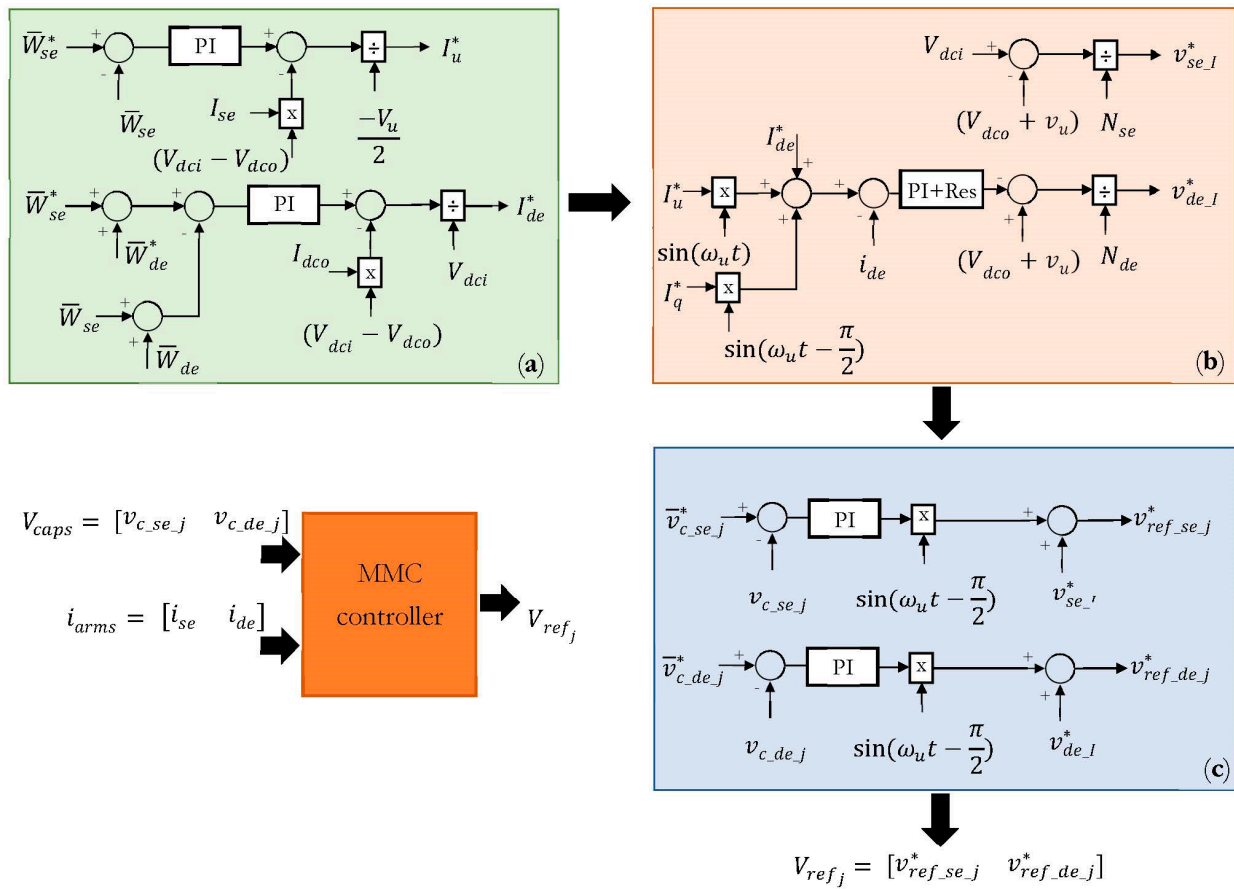 W̅*se + - PI + - ÷ I*u
W̅se
Ise x
(Vdci − Vdco)
−Vu/2
W̅*se + + + - PI + - ÷ I*de
W̅*de
Idco x
Vdci
W̅se + +
W̅de
(Vdci − Vdco)
(a)
Vdci + - ÷ v*se_I
(Vdco + vu) Nse
I*de
I*u x + + + + - PI+Res - + ÷ v*de_I
sin(ωut)
ide (Vdco + vu) Nde
I*q x
sin(ωut − π/2)
(b)
Vcaps = [vc_se_j vc_de_j]
iarms = [ise ide]
MMC
controller
Vrefj
v̅*c_se_j + - PI x + + v*ref_se_j
vc_se_j sin(ωut − π/2) v*se_I
v̅*c_de_j + - PI x + + v*ref_de_j
vc_de_j sin(ωut − π/2) v*de_I
(c)
Vrefj = [v*ref_se_j v*ref_de_j]